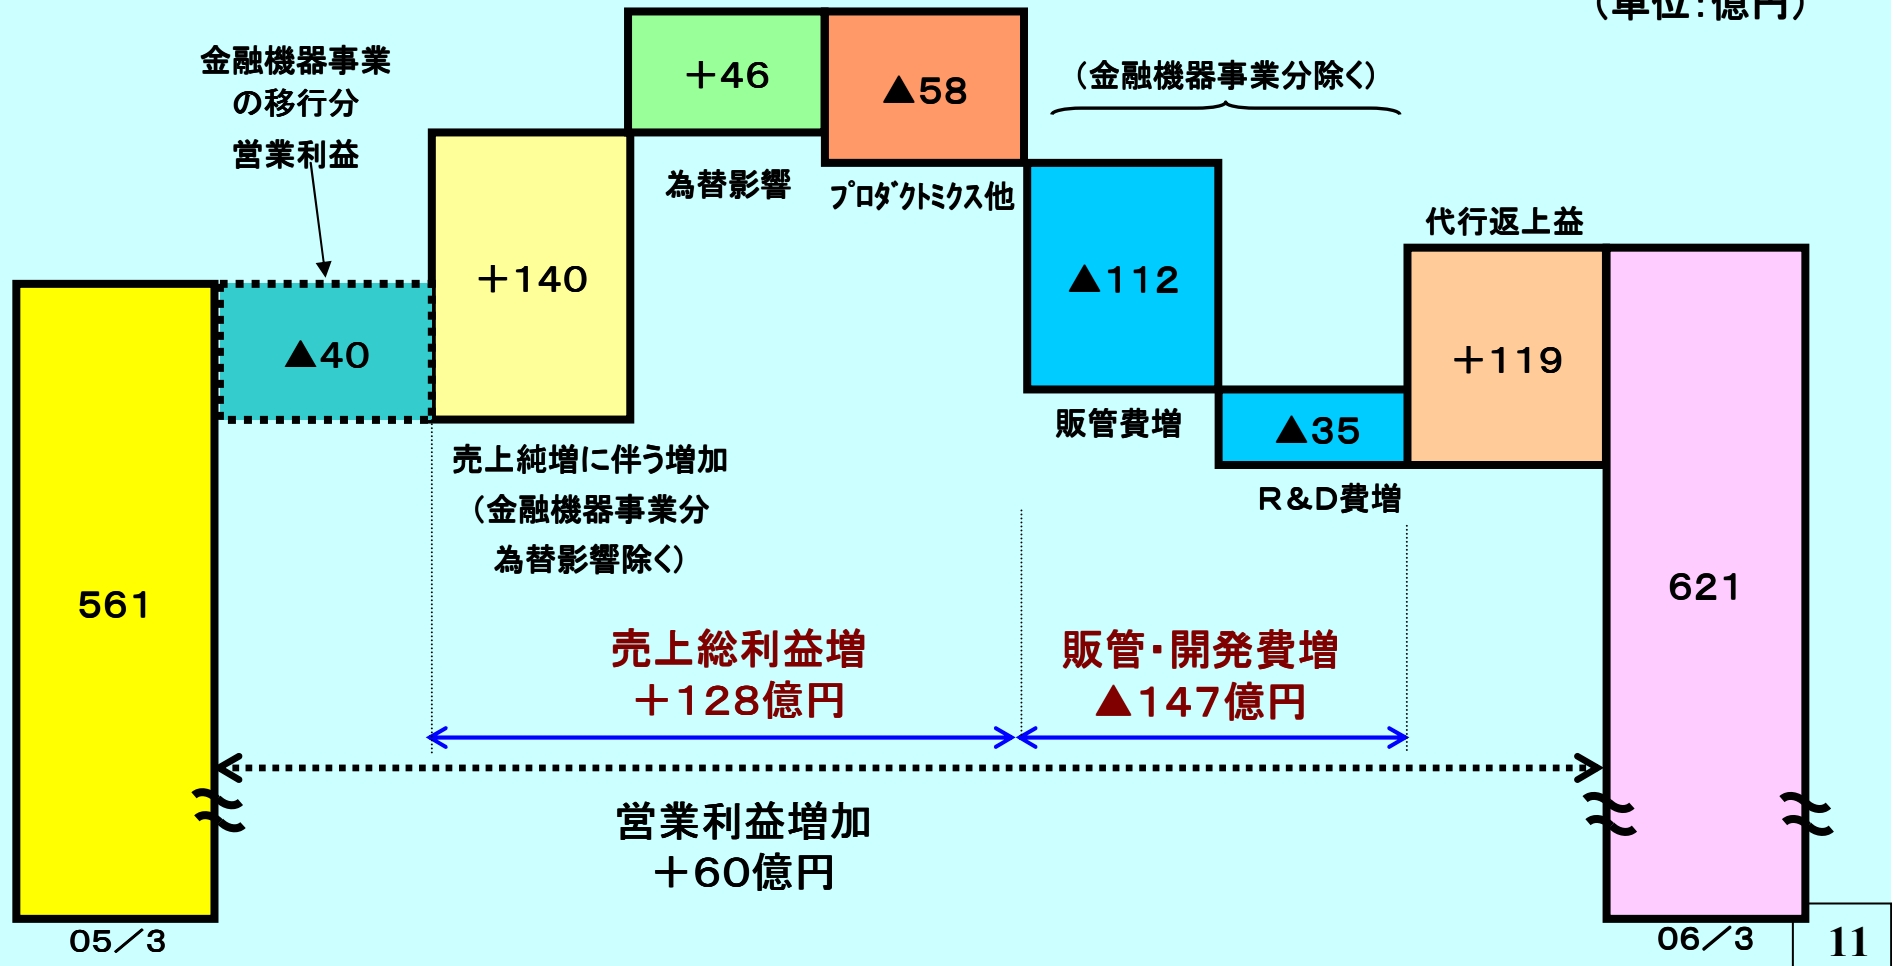 （単位：億円）
金融機器事業
の移行分
営業利益
＋46
▲58
（金融機器事業分除く）
為替影響
ﾌﾟﾛﾀﾞｸﾄﾐｸｽ他
代行返上益
＋140
▲112
▲40
＋119
販管費増
▲35
売上純増に伴う増加
（金融機器事業分
為替影響除く）
R＆D費増
561
621
売上総利益増
＋128億円
販管・開発費増
▲147億円
営業利益増加
＋60億円
05／3
06／3
11